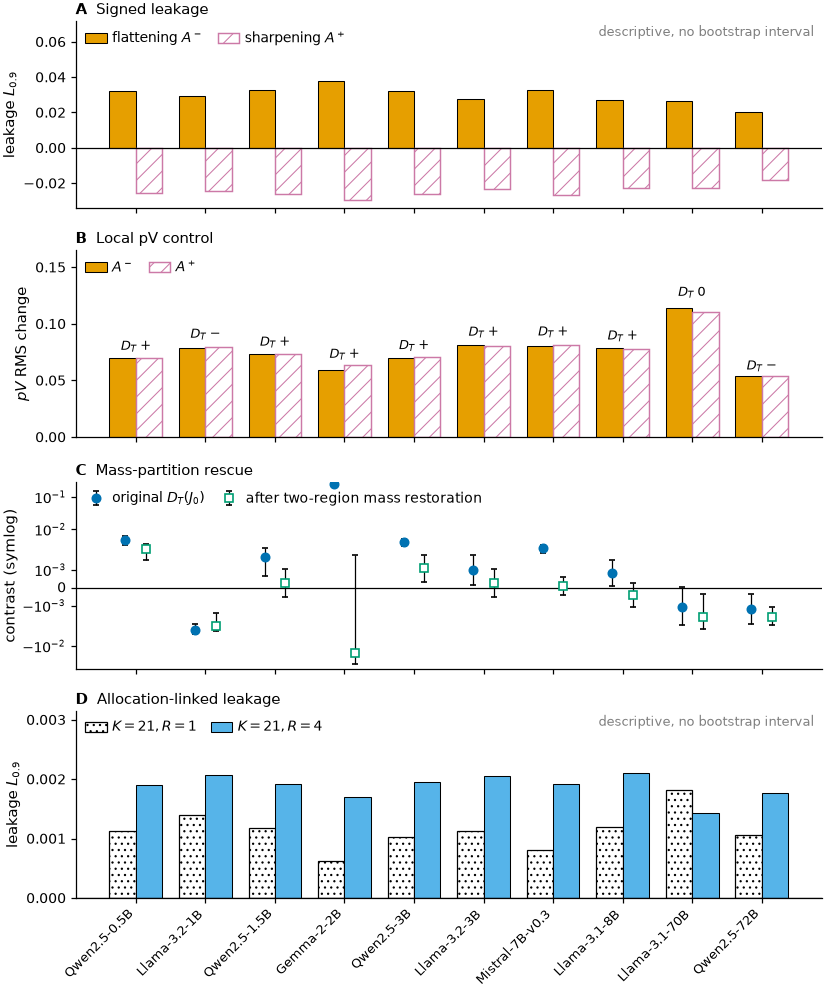 A Signed leakage
flattening A⁻ sharpening A⁺
descriptive, no bootstrap interval
leakage L₀.₉
0.06
0.04
0.02
0.00
−0.02
B Local pV control
A⁻ A⁺
pV RMS change
0.15
0.10
0.05
0.00
D_T + D_T − D_T + D_T + D_T + D_T + D_T + D_T + D_T 0 D_T −
C Mass-partition rescue
original D_T(J₀) after two-region mass restoration
contrast (symlog)
10⁻¹
10⁻²
10⁻³
0
−10⁻³
−10⁻²
D Allocation-linked leakage
K = 21, R = 1 K = 21, R = 4
descriptive, no bootstrap interval
leakage L₀.₉
0.003
0.002
0.001
0.000
Qwen2.5-0.5B
Llama-3.2-1B
Qwen2.5-1.5B
Gemma-2-2B
Qwen2.5-3B
Llama-3.2-3B
Mistral-7B-v0.3
Llama-3.1-8B
Llama-3.1-70B
Qwen2.5-72B